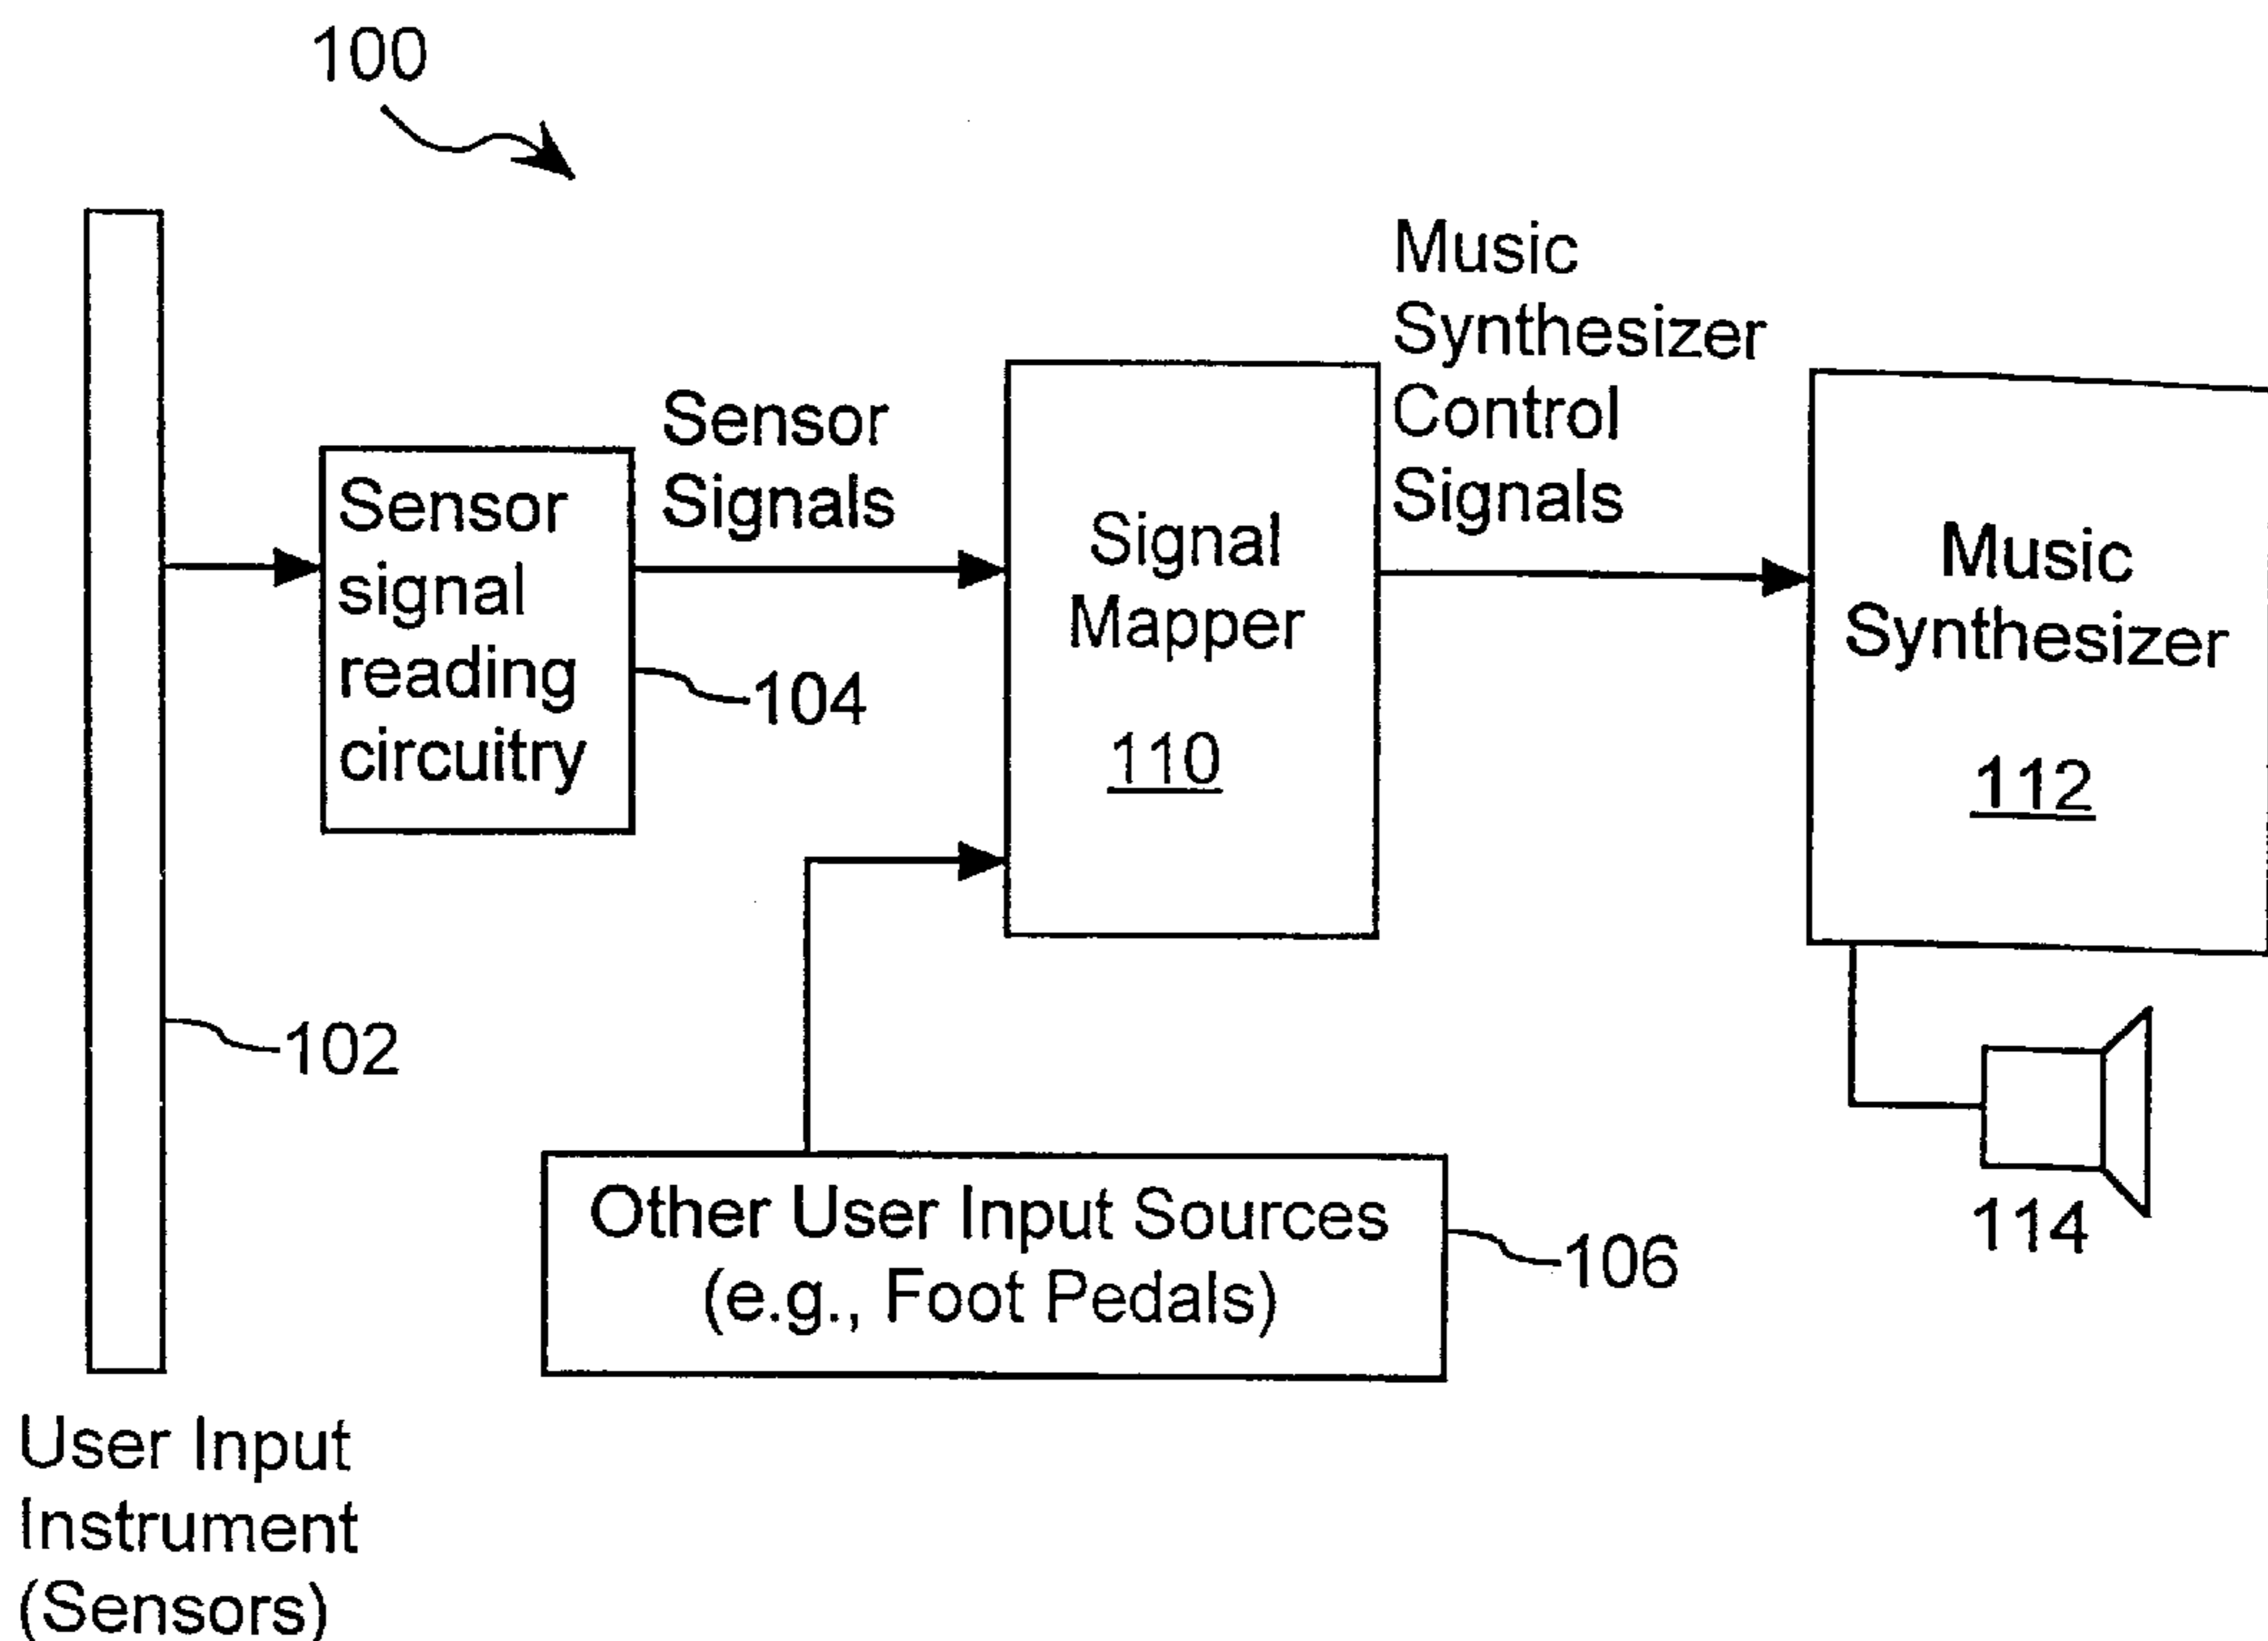 100
Music
Synthesizer
Control
Signals
Sensor
Signals
Sensor
signal
reading
circuitry
104
Signal
Mapper
110
Music
Synthesizer
112
102
Other User Input Sources
(e.g., Foot Pedals)
106
114
User Input
Instrument
(Sensors)